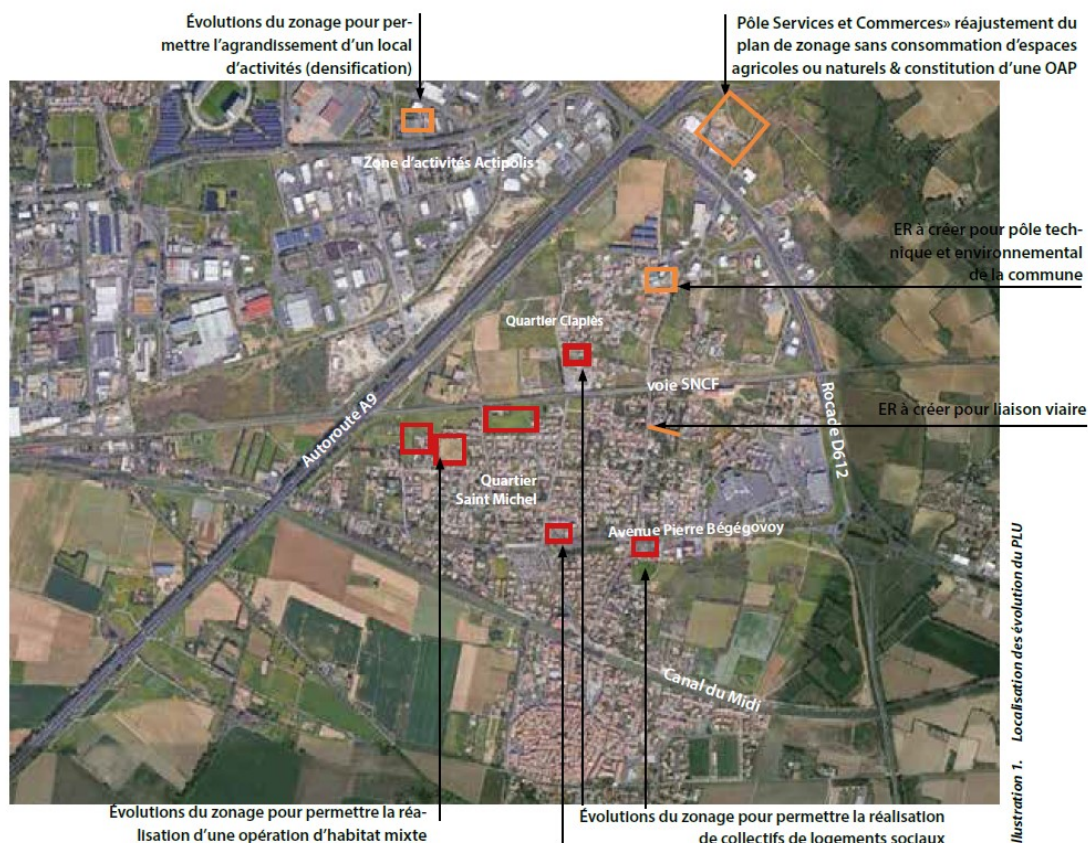 Évolutions du zonage pour per-
mettre l’agrandissement d’un local
d’activités (densification)
Pôle Services et Commerces» réajustement du
plan de zonage sans consommation d’espaces
agricoles ou naturels & constitution d’une OAP
Zone d’activités Actipolis
ER à créer pour pôle tech-
nique et environnemental
de la commune
Quartier Claplès
voie SNCF
Autoroute A9
Rocade D612
ER à créer pour liaison viaire
Quartier
Saint Michel
Avenue Pierre Bégégovoy
Canal du Midi
Illustration 1. Localisation des évolution du PLU
Évolutions du zonage pour permettre la réa-
lisation d’une opération d’habitat mixte
Évolutions du zonage pour permettre la réalisation
de collectifs de logements sociaux